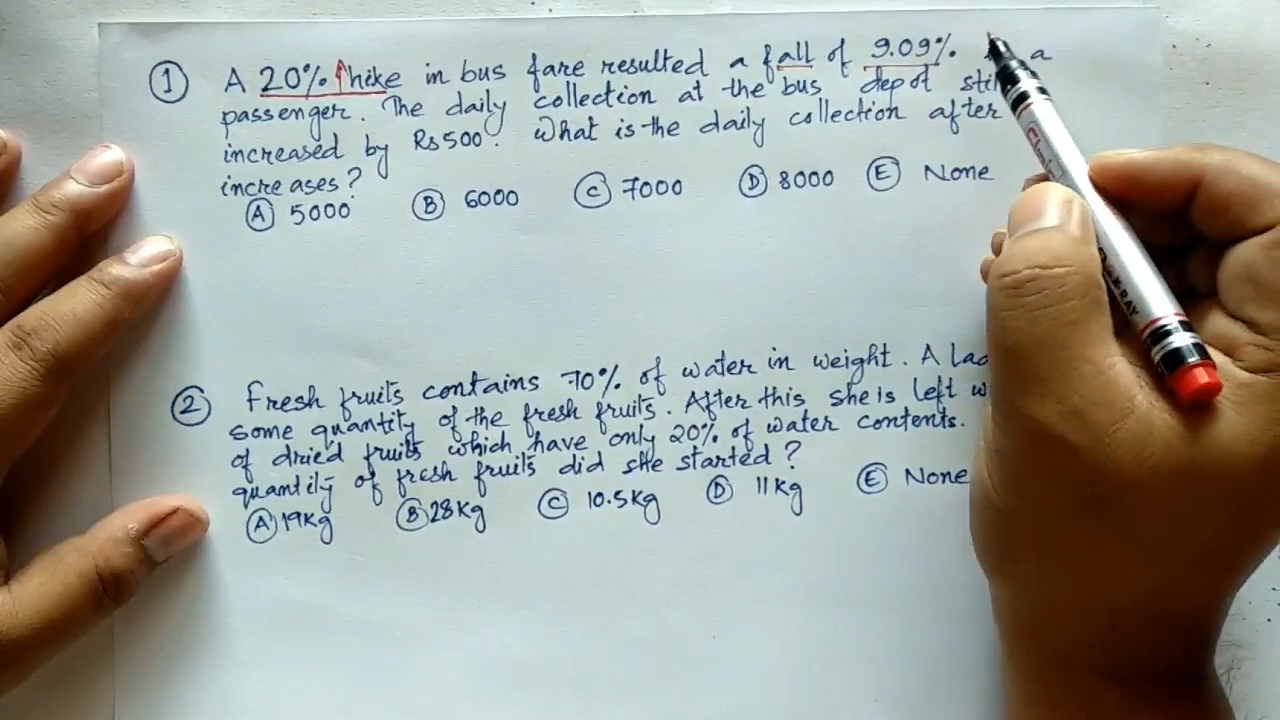 ① A 20% ↑ hike in bus fare resulted a fall of 9.09% a
passenger. The daily collection at the bus depot
increased by Rs 500. What is the daily collection after
increases?
Ⓐ 5000 Ⓑ 6000 Ⓒ 7000 Ⓓ 8000 Ⓔ None
② Fresh fruits contains 70% of water in weight. A
some quantity of the fresh fruits. After this she is left
of dried fruits which have only 20% of water contents.
quantity of fresh fruits did she started?
Ⓐ 19kg Ⓑ 28kg Ⓒ 10.5kg Ⓓ 11kg Ⓔ None